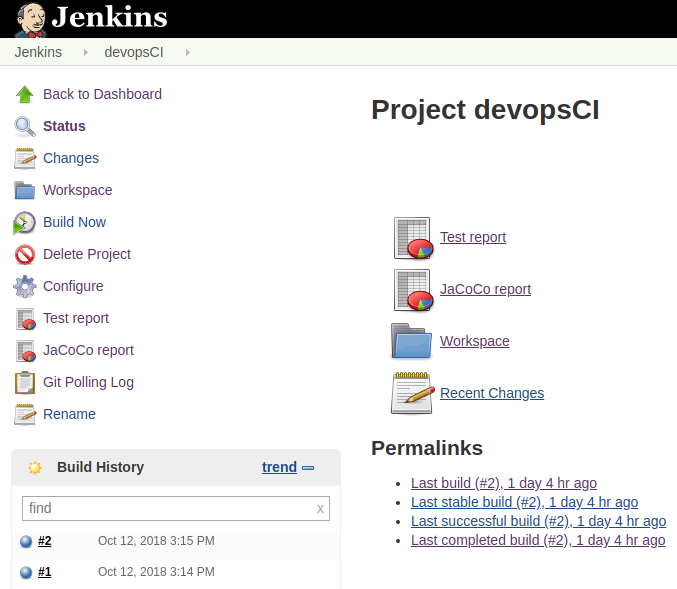 Jenkins
Jenkins devopsCI
Back to Dashboard
Status
Changes
Workspace
Build Now
Delete Project
Configure
Test report
JaCoCo report
Git Polling Log
Rename
Build History trend
find x
#2 Oct 12, 2018 3:15 PM
#1 Oct 12, 2018 3:14 PM
Project devopsCI
Test report
JaCoCo report
Workspace
Recent Changes
Permalinks
Last build (#2), 1 day 4 hr ago
Last stable build (#2), 1 day 4 hr ago
Last successful build (#2), 1 day 4 hr ago
Last completed build (#2), 1 day 4 hr ago